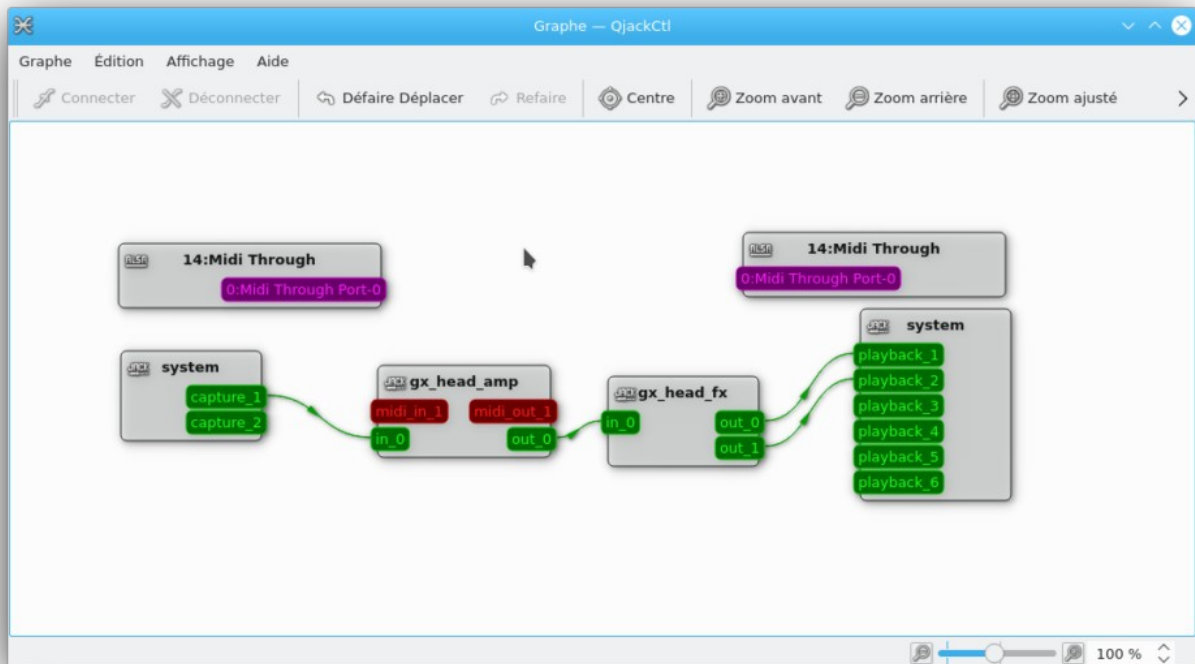 Graphe — QjackCtl
Graphe Édition Affichage Aide
Connecter Déconnecter Défaire Déplacer Refaire Centre Zoom avant Zoom arrière Zoom ajusté
14:Midi Through
0:Midi Through Port-0
14:Midi Through
0:Midi Through Port-0
system
capture_1
capture_2
gx_head_amp
midi_in_1 midi_out_1
in_0 out_0
gx_head_fx
in_0 out_0
out_1
system
playback_1
playback_2
playback_3
playback_4
playback_5
playback_6
100 %